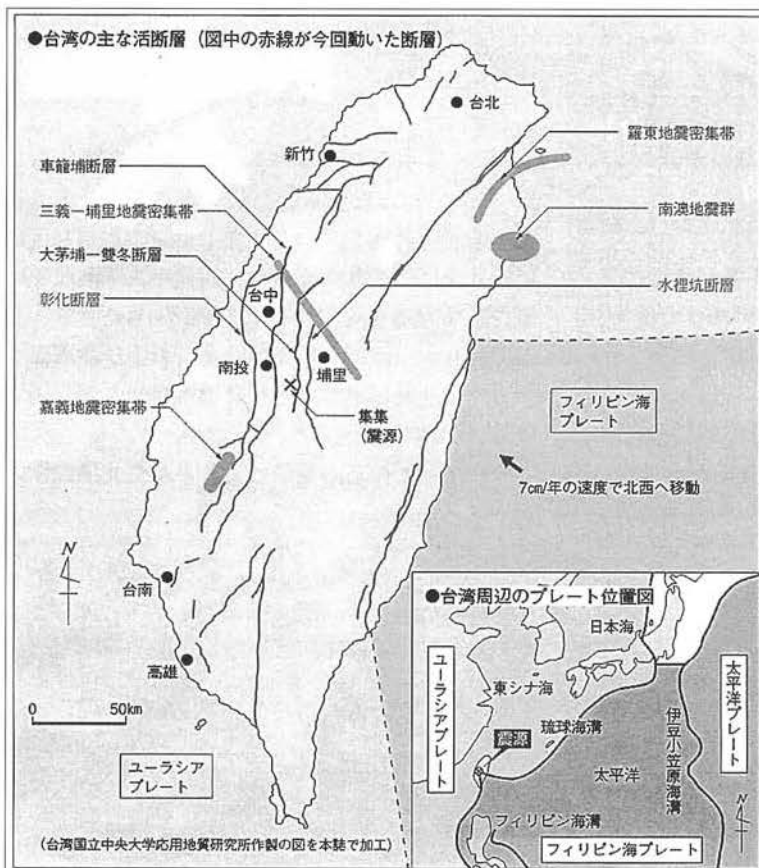 ●台湾の主な活断層（図中の赤線が今回動いた断層）
台北
羅東地震密集帯
新竹
車籠埔断層
三義ー埔里地震密集帯
南澳地震群
大茅埔ー雙冬断層
台中
水裡坑断層
彰化断層
南投
埔里
フィリピン海
プレート
嘉義地震密集帯
集集
（震源）
7cm/年の速度で北西へ移動
N
台南
高雄
0
50km
ユーラシア
プレート
（台湾国立中央大学応用地質研究所作製の図を本誌で加工）
●台湾周辺のプレート位置図
日本海
ユーラシアプレート
東シナ海
太平洋プレート
琉球海溝
伊豆小笠原海溝
震源
太平洋
フィリピン海溝
N
フィリピン海プレート